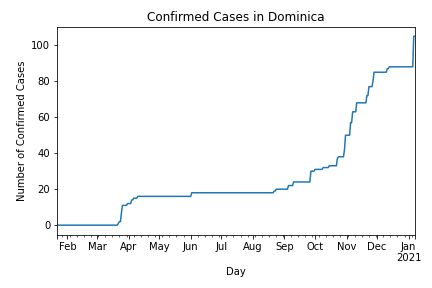 Confirmed Cases in Dominica
100
80
60
40
20
0
Number of Confirmed Cases
Feb Mar Apr May Jun Jul Aug Sep Oct Nov Dec Jan
2021
Day